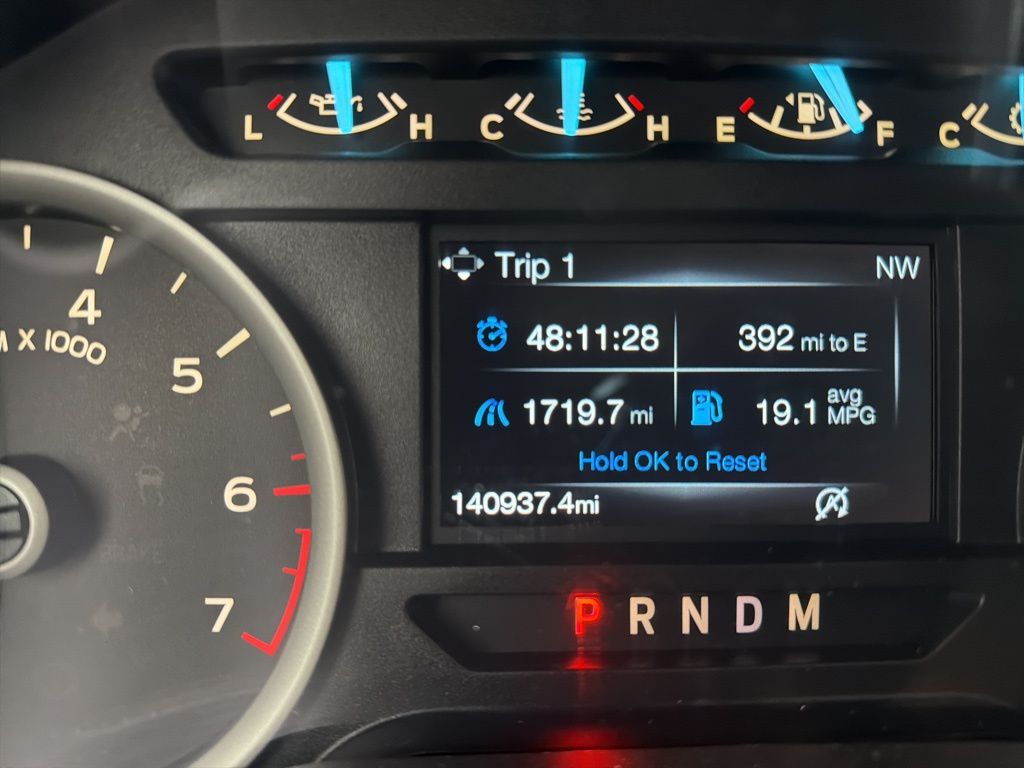 L H C H E F C
Trip 1 NW
48:11:28 392 mi to E
1719.7 mi 19.1 avg MPG
Hold OK to Reset
140937.4mi
4
X 1000
5
6
7
P R N D M